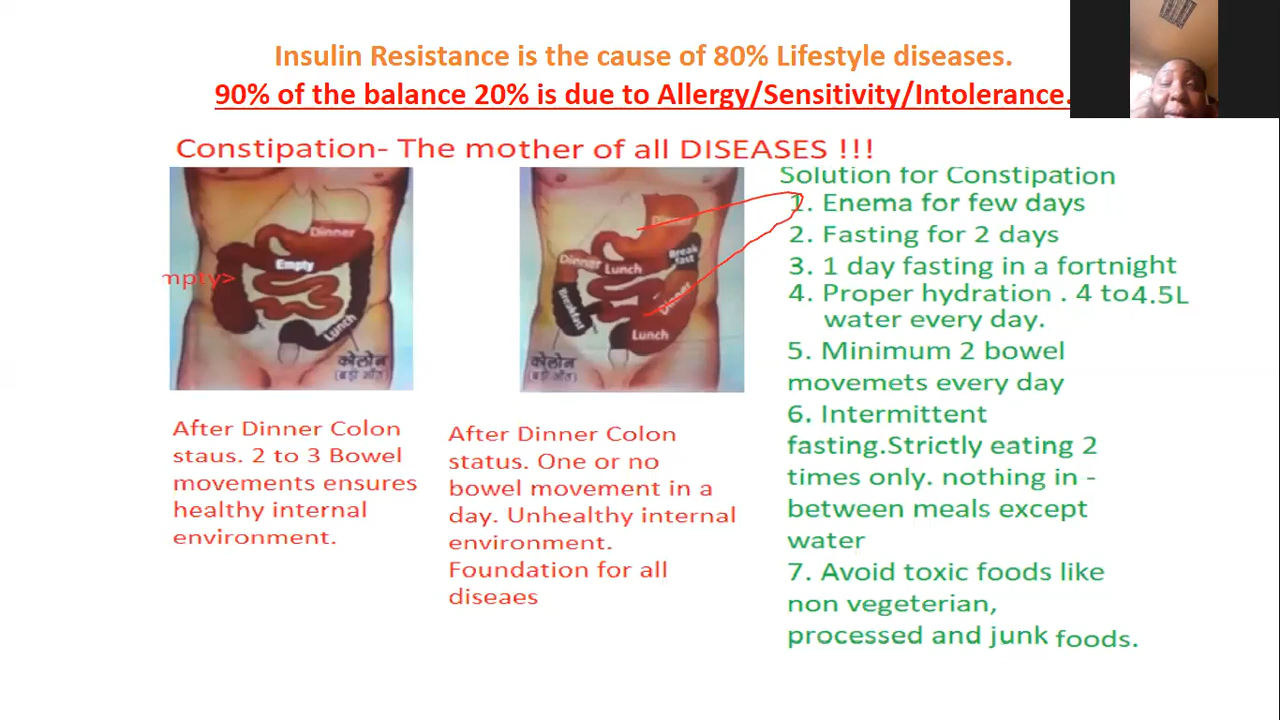 Insulin Resistance is the cause of 80% Lifestyle diseases.
90% of the balance 20% is due to Allergy/Sensitivity/Intolerance.
Constipation- The mother of all DISEASES !!!
Dinner
Empty
mpty>
Lunch
कोलोन
(बड़ी आँत)
Dinner
Break
fast
Dinner
Lunch
Dinner
Breakfast
Lunch
कोलोन
(बड़ी आँत)
After Dinner Colon
staus. 2 to 3 Bowel
movements ensures
healthy internal
environment.
After Dinner Colon
status. One or no
bowel movement in a
day. Unhealthy internal
environment.
Foundation for all
diseaes
Solution for Constipation
1. Enema for few days
2. Fasting for 2 days
3. 1 day fasting in a fortnight
4. Proper hydration . 4 to4.5L
water every day.
5. Minimum 2 bowel
movemets every day
6. Intermittent
fasting.Strictly eating 2
times only. nothing in -
between meals except
water
7. Avoid toxic foods like
non vegeterian,
processed and junk foods.